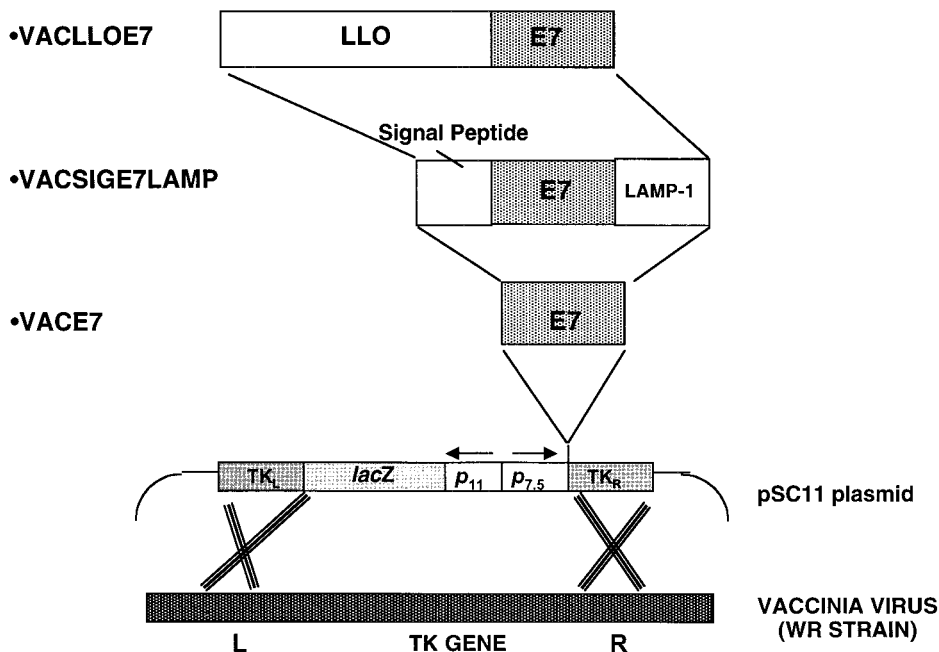 •VACLLOE7
LLO
E7
Signal Peptide
•VACSIGE7LAMP
E7
LAMP-1
•VACE7
E7
TKL
lacZ
p11
p7.5
TKR
pSC11 plasmid
VACCINIA VIRUS
(WR STRAIN)
L
TK GENE
R